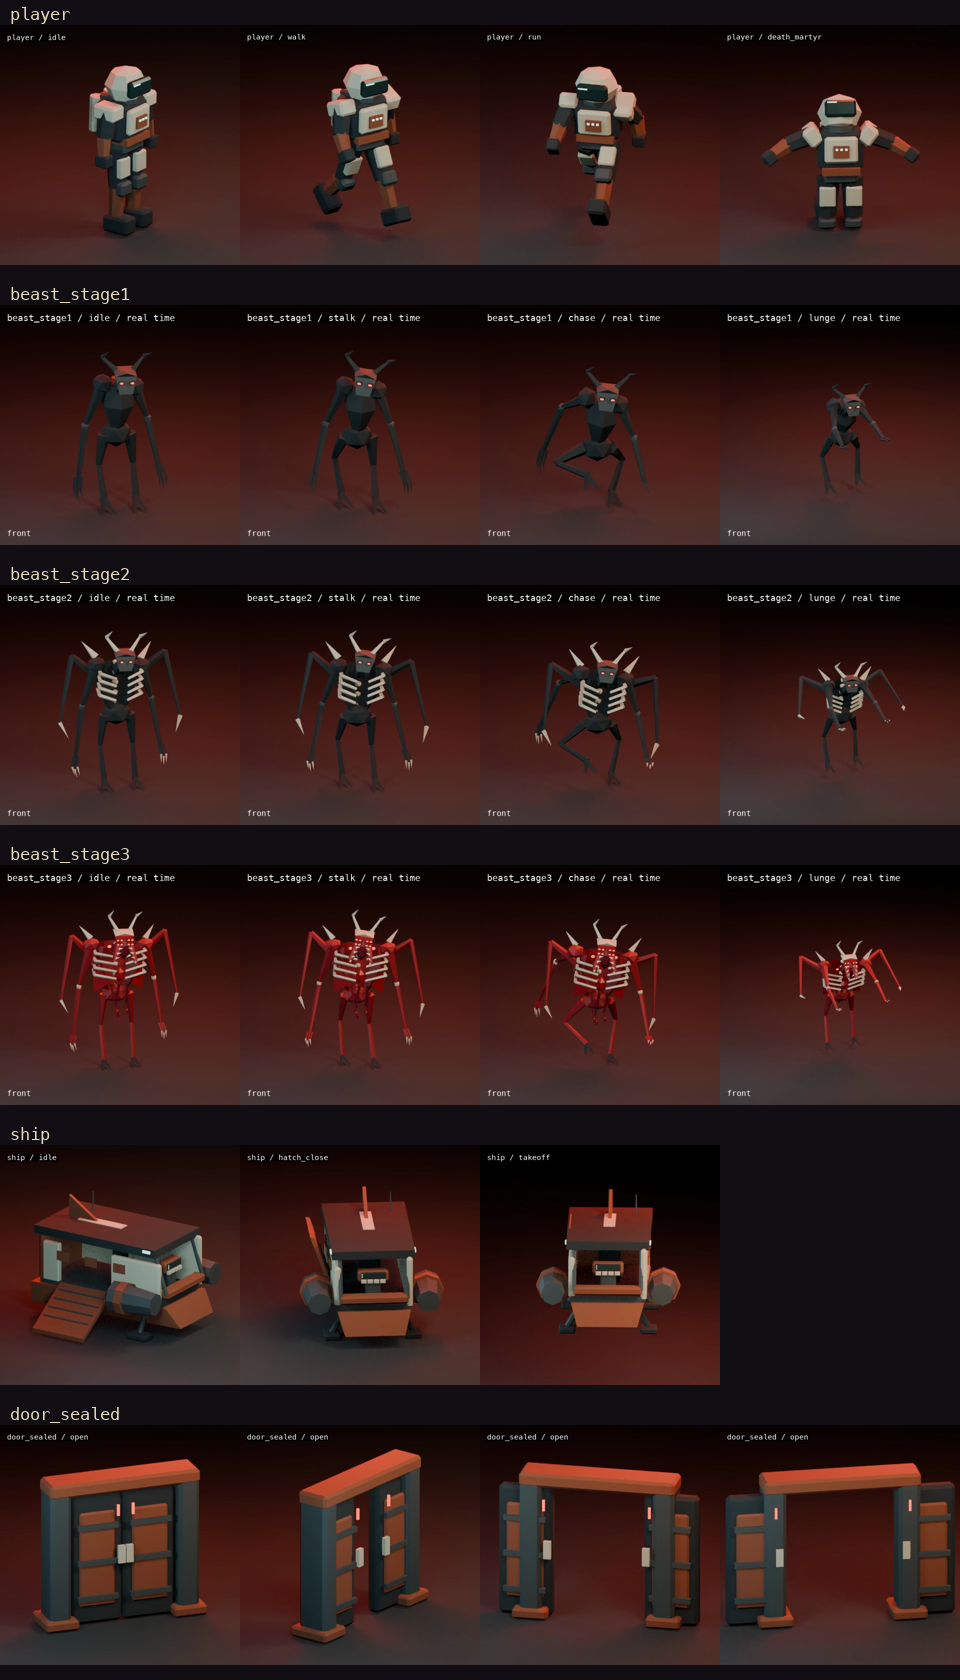 player
player / idle
player / walk
player / run
player / death_martyr
beast_stage1
beast_stage1 / idle / real time
beast_stage1 / stalk / real time
beast_stage1 / chase / real time
beast_stage1 / lunge / real time
front
front
front
front
beast_stage2
beast_stage2 / idle / real time
beast_stage2 / stalk / real time
beast_stage2 / chase / real time
beast_stage2 / lunge / real time
front
front
front
front
beast_stage3
beast_stage3 / idle / real time
beast_stage3 / stalk / real time
beast_stage3 / chase / real time
beast_stage3 / lunge / real time
front
front
front
front
ship
ship / idle
ship / hatch_close
ship / takeoff
door_sealed
door_sealed / open
door_sealed / open
door_sealed / open
door_sealed / open